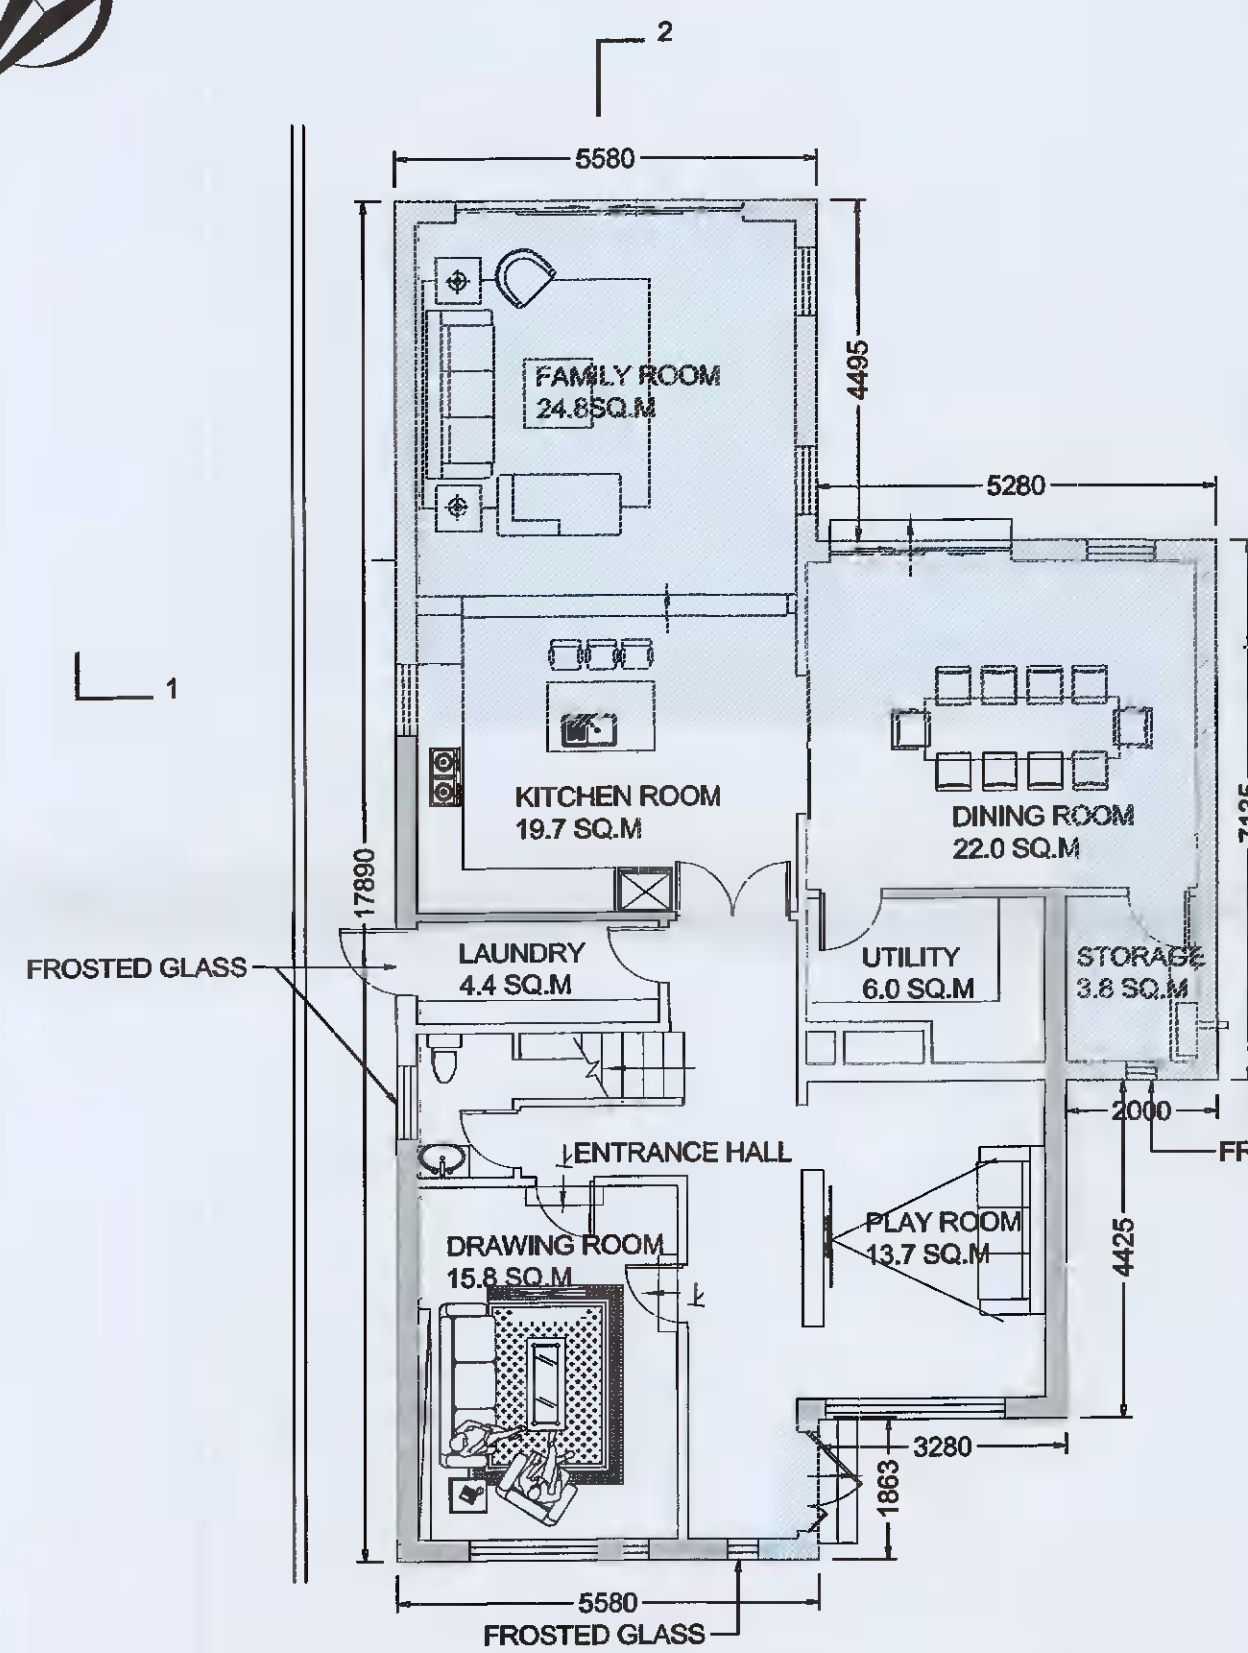 2
5580
4495
FAMILY ROOM
24.8SQ.M
5280
1
7135
KITCHEN ROOM
19.7 SQ.M
DINING ROOM
22.0 SQ.M
17890
FROSTED GLASS
LAUNDRY
4.4 SQ.M
UTILITY
6.0 SQ.M
STORAGE
3.8 SQ.M
2000
ENTRANCE HALL
FR
PLAY ROOM
13.7 SQ.M
4425
DRAWING ROOM
15.8 SQ.M
3280
1863
5580
FROSTED GLASS